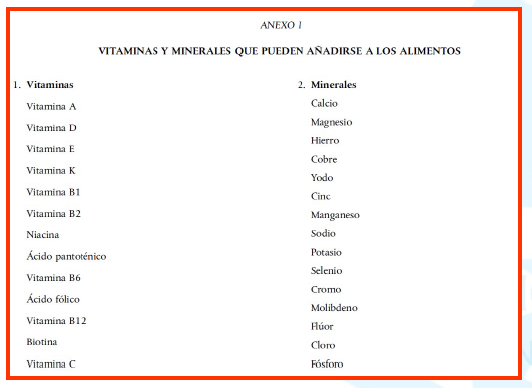 ANEXO 1
VITAMINAS Y MINERALES QUE PUEDEN AÑADIRSE A LOS ALIMENTOS
1. Vitaminas
Vitamina A
Vitamina D
Vitamina E
Vitamina K
Vitamina B1
Vitamina B2
Niacina
Ácido pantoténico
Vitamina B6
Ácido fólico
Vitamina B12
Biotina
Vitamina C
2. Minerales
Calcio
Magnesio
Hierro
Cobre
Yodo
Cinc
Manganeso
Sodio
Potasio
Selenio
Cromo
Molibdeno
Flúor
Cloro
Fósforo